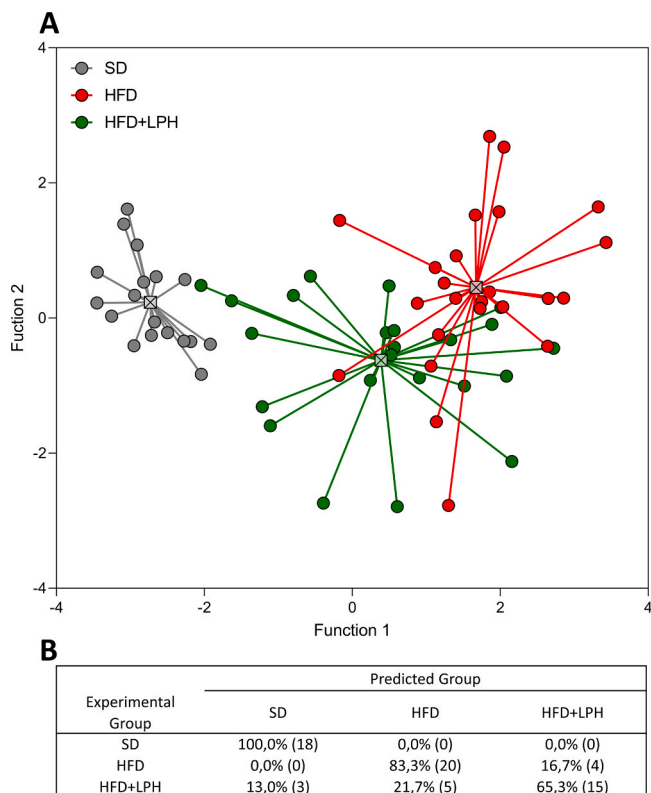 A
4
SD
HFD
HFD+LPH
2
Fuction 2
0
-2
-4
-4 -2 0 2 4
Function 1
B
Predicted Group
Experimental Group
SD HFD HFD+LPH
SD 100,0% (18) 0,0% (0) 0,0% (0)
HFD 0,0% (0) 83,3% (20) 16,7% (4)
HFD+LPH 13,0% (3) 21,7% (5) 65,3% (15)